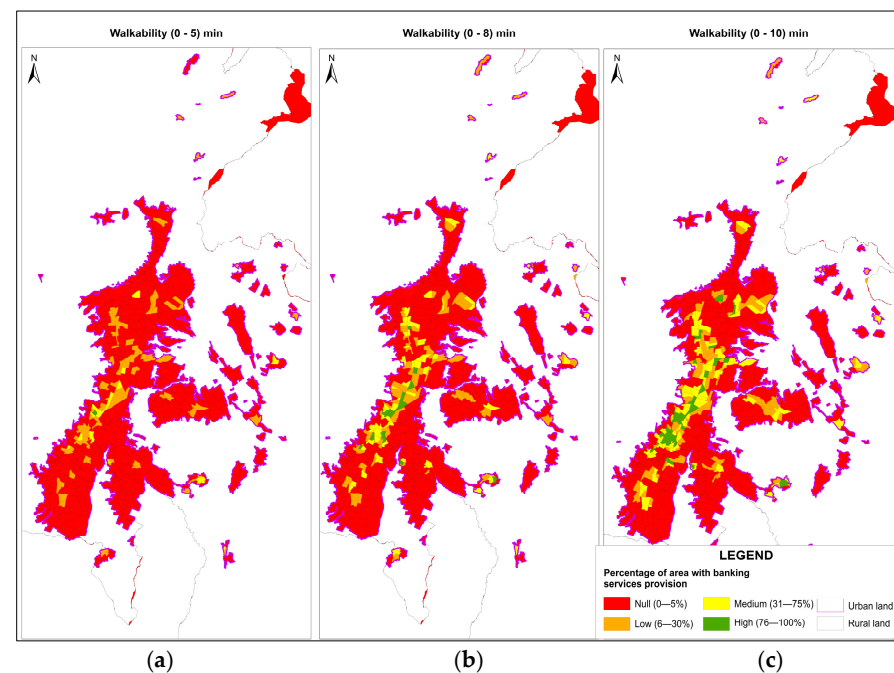 Walkability (0 - 5) min
Walkability (0 - 8) min
Walkability (0 - 10) min
N
N
N
LEGEND
Percentage of area with banking
services provision
Null (0—5%)
Medium (31—75%)
Urban land
Low (6—30%)
High (76—100%)
Rural land
(a)
(b)
(c)